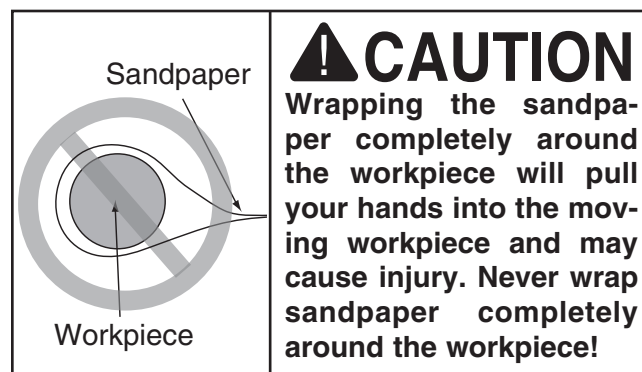 Sandpaper
Workpiece
CAUTION
Wrapping the sandpa-
per completely around
the workpiece will pull
your hands into the mov-
ing workpiece and may
cause injury. Never wrap
sandpaper completely
around the workpiece!